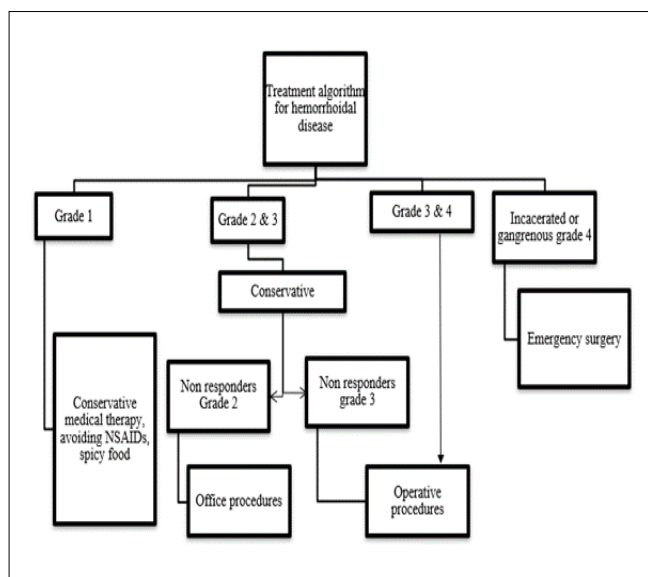 Treatment algorithm
for hemorrhoidal
disease
Grade 1
Grade 2 & 3
Grade 3 & 4
Incacerated or
gangrenous grade 4
Conservative
Emergency surgery
Conservative
medical therapy,
avoiding NSAIDs,
spicy food
Non responders
Grade 2
Non responders
grade 3
Office procedures
Operative
procedures